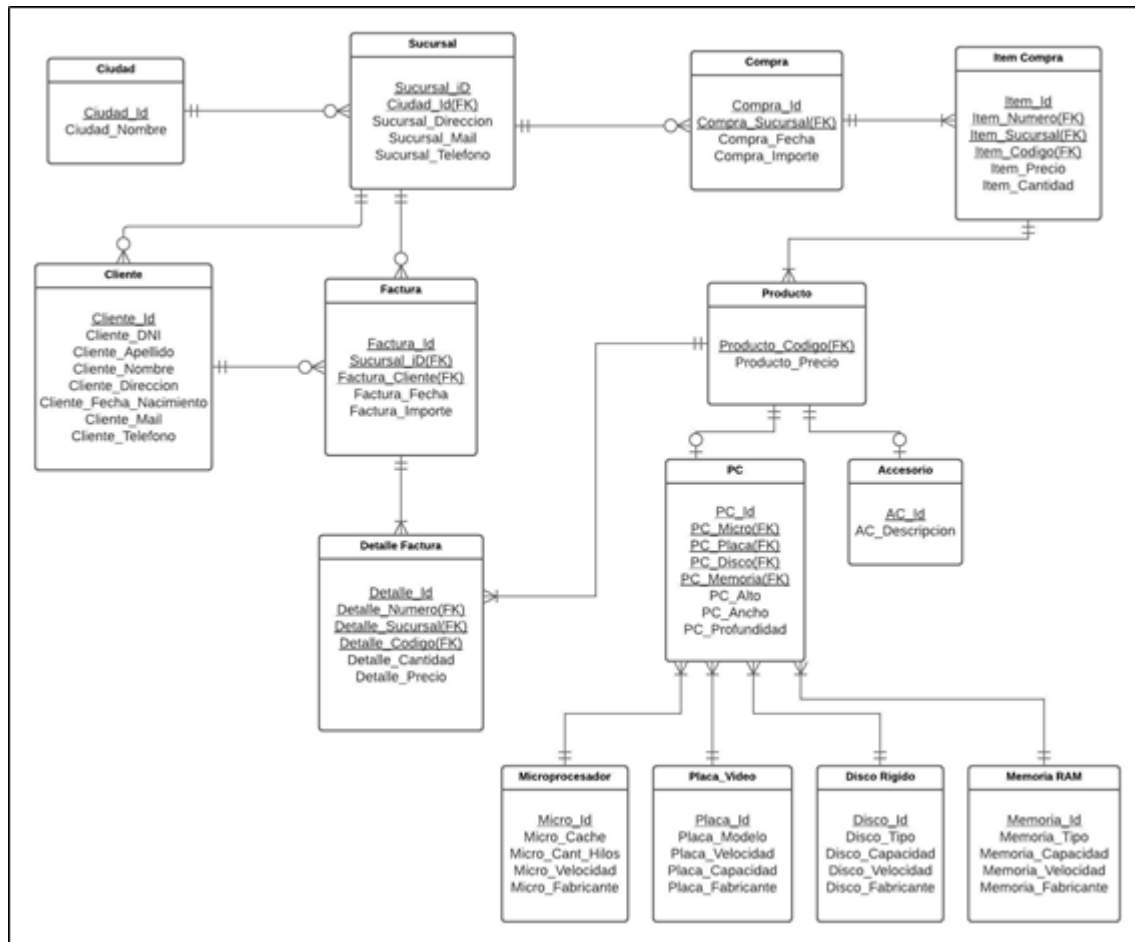 Ciudad
Ciudad_Id
Ciudad_Nombre
Sucursal
Sucursal_iD
Ciudad_Id(FK)
Sucursal_Direccion
Sucursal_Mail
Sucursal_Telefono
Compra
Compra_Id
Compra_Sucursal(FK)
Compra_Fecha
Compra_Importe
Item Compra
Item_Id
Item_Numero(FK)
Item_Sucursal(FK)
Item_Codigo(FK)
Item_Precio
Item_Cantidad
Cliente
Cliente_Id
Cliente_DNI
Cliente_Apellido
Cliente_Nombre
Cliente_Direccion
Cliente_Fecha_Nacimiento
Cliente_Mail
Cliente_Telefono
Factura
Factura_Id
Sucursal_iD(FK)
Factura_Cliente(FK)
Factura_Fecha
Factura_Importe
Producto
Producto_Codigo(FK)
Producto_Precio
Detalle Factura
Detalle_Id
Detalle_Numero(FK)
Detalle_Sucursal(FK)
Detalle_Codigo(FK)
Detalle_Cantidad
Detalle_Precio
PC
PC_Id
PC_Micro(FK)
PC_Placa(FK)
PC_Disco(FK)
PC_Memoria(FK)
PC_Alto
PC_Ancho
PC_Profundidad
Accesorio
AC_Id
AC_Descripcion
Microprocesador
Micro_Id
Micro_Cache
Micro_Cant_Hilos
Micro_Velocidad
Micro_Fabricante
Placa_Video
Placa_Id
Placa_Modelo
Placa_Velocidad
Placa_Capacidad
Placa_Fabricante
Disco Rigido
Disco_Id
Disco_Tipo
Disco_Capacidad
Disco_Velocidad
Disco_Fabricante
Memoria RAM
Memoria_Id
Memoria_Tipo
Memoria_Capacidad
Memoria_Velocidad
Memoria_Fabricante